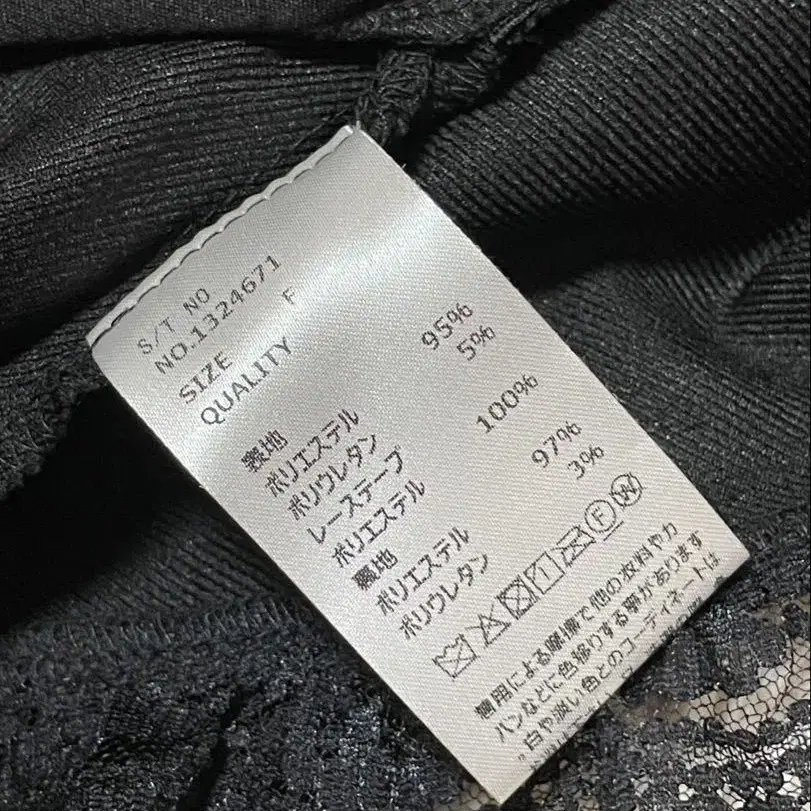 S/T NO
NO.1324671
SIZE F
QUALITY
表地
ポリエステル 95%
ポリウレタン 5%
レーステープ
ポリエステル 100%
裏地
ポリエステル 97%
ポリウレタン 3%
F W
着用による摩擦で他の衣料やカ
バンなどに色移りする事があります
。白や淡い色とのコーディネートは